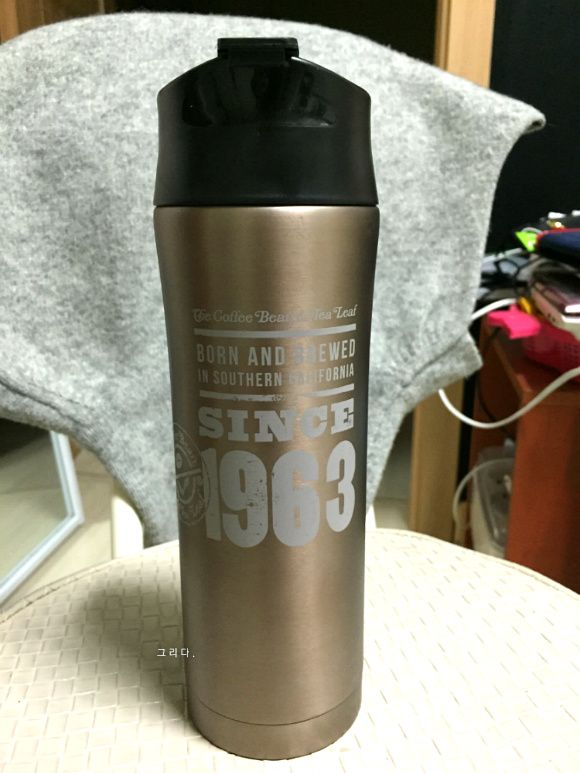 The Coffee Bean & Tea Leaf
BORN AND BREWED
IN SOUTHERN CALIFORNIA
SINCE
1963
그리다.